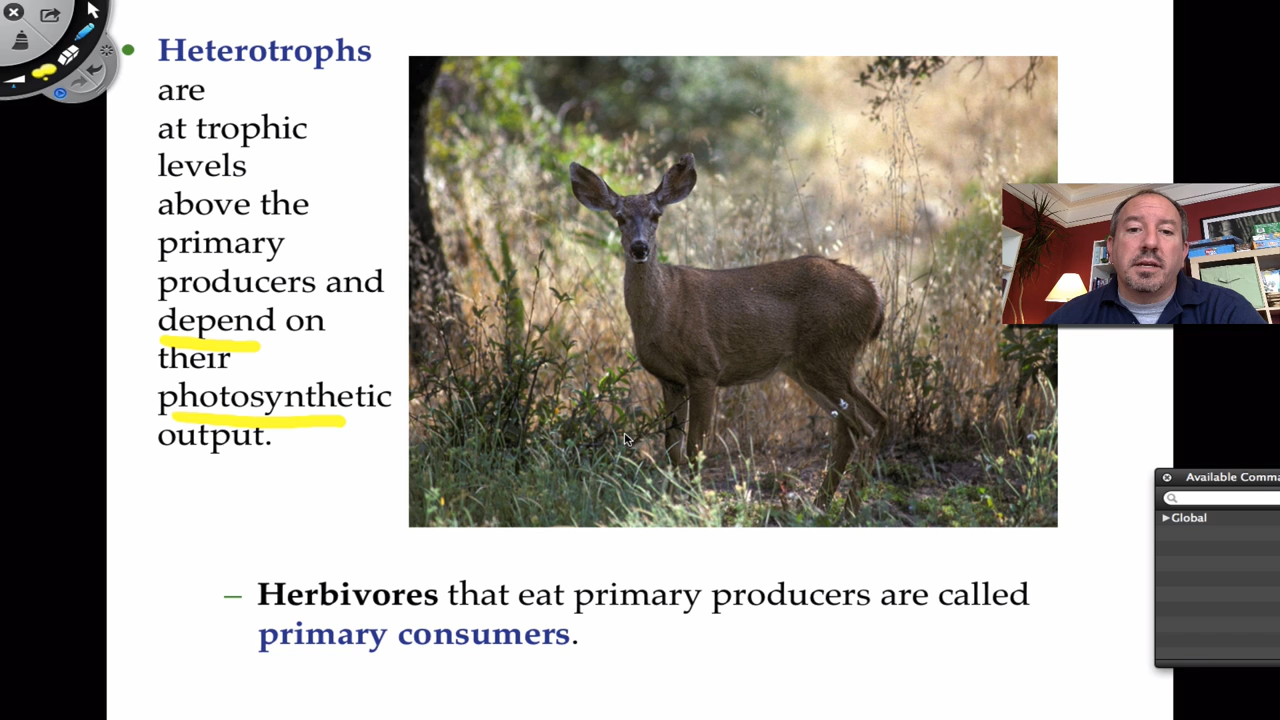 • Heterotrophs
are
at trophic
levels
above the
primary
producers and
depend on
their
photosynthetic
output.
– Herbivores that eat primary producers are called
primary consumers.
Available Comma
Global